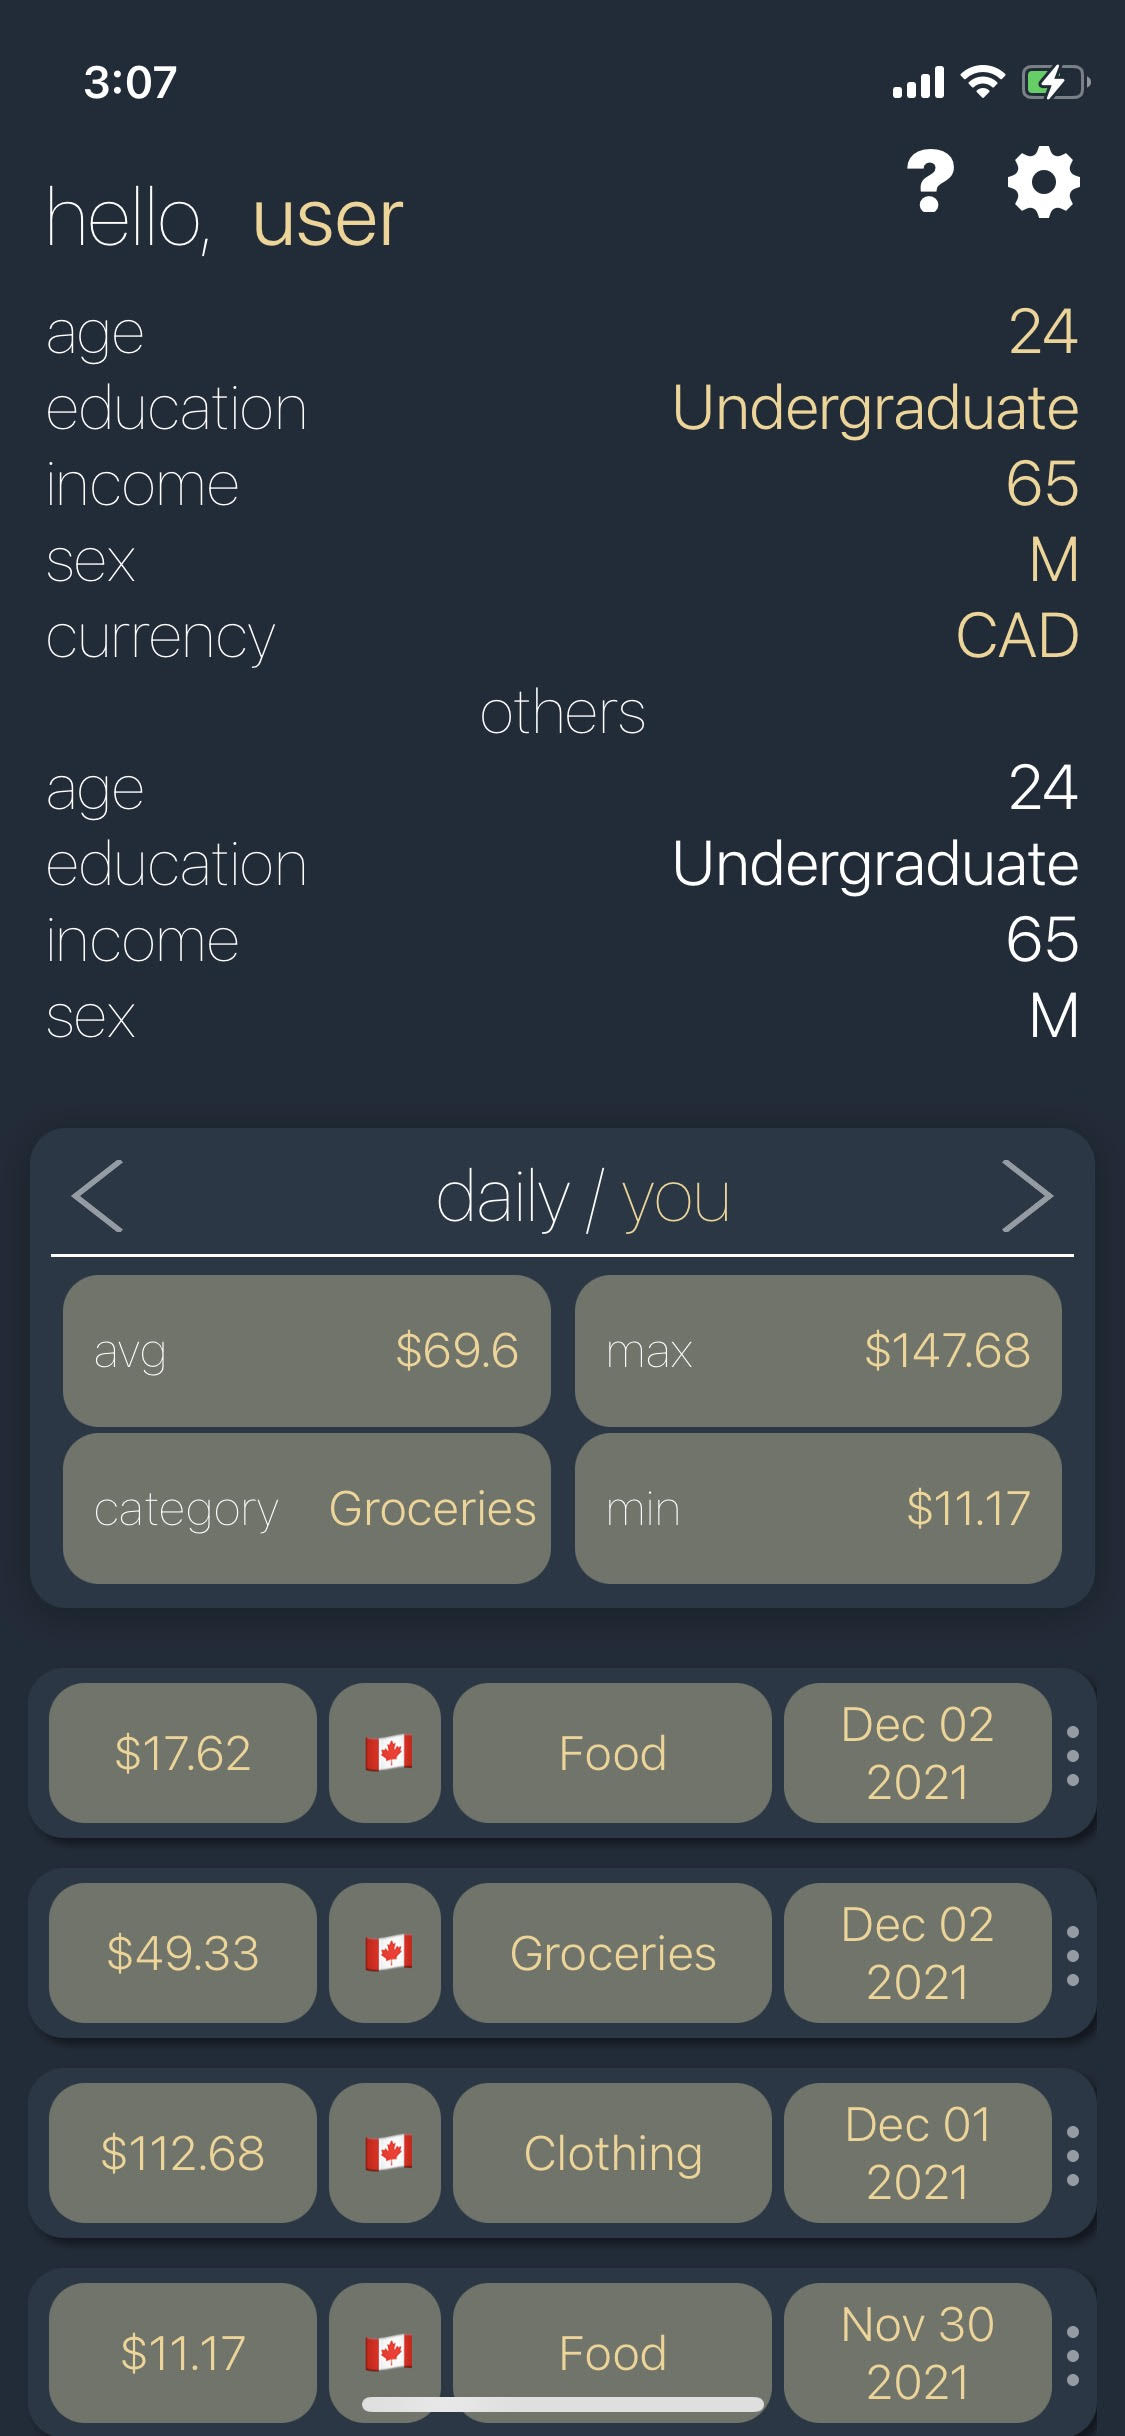 3:07
?
hello, user
age 24
education Undergraduate
income 65
sex M
currency CAD
others
age 24
education Undergraduate
income 65
sex M
daily / you
avg $69.6 max $147.68
category Groceries min $11.17
$17.62 Food Dec 02
2021
$49.33 Groceries Dec 02
2021
$112.68 Clothing Dec 01
2021
$11.17 Food Nov 30
2021